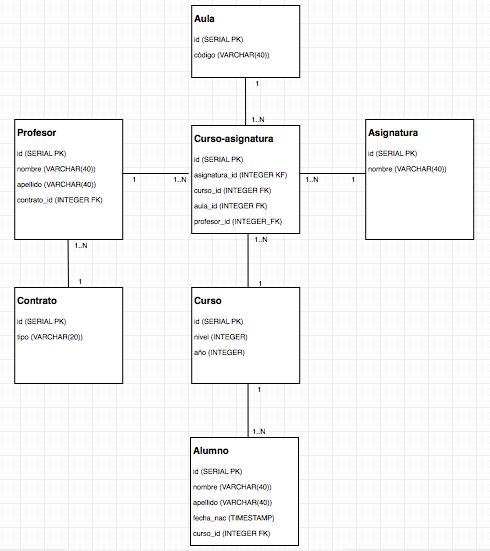 Aula
id (SERIAL PK)
código (VARCHAR(40))
1
1..N
Profesor
id (SERIAL PK)
nombre (VARCHAR(40))
apellido (VARCHAR(40))
contrato_id (INTEGER FK)
1
1..N
Curso-asignatura
id (SERIAL PK)
asignatura_id (INTEGER KF)
curso_id (INTEGER FK)
aula_id (INTEGER FK)
profesor_id (INTEGER_FK)
1..N
1
Asignatura
id (SERIAL PK)
nombre (VARCHAR(40))
1..N
1
Contrato
id (SERIAL PK)
tipo (VARCHAR(20))
1..N
1
Curso
id (SERIAL PK)
nivel (INTEGER)
año (INTEGER)
1
1..N
Alumno
id (SERIAL PK)
nombre (VARCHAR(40))
apellido (VARCHAR(40))
fecha_nac (TIMESTAMP)
curso_id (INTEGER FK)